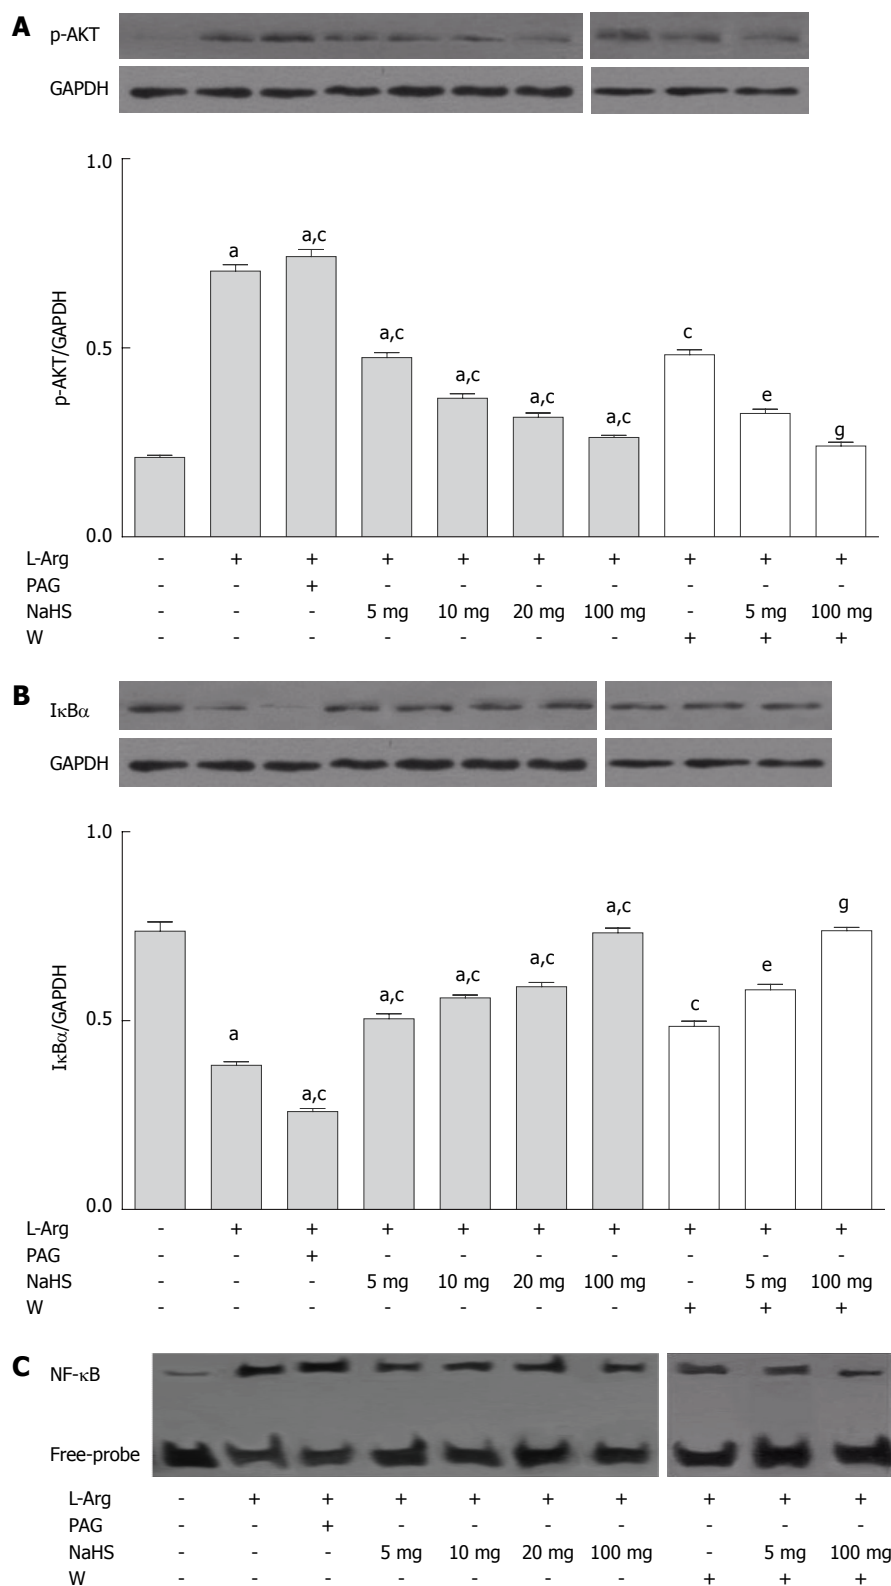 A
p-AKT
GAPDH
1.0
a
a,c
a,c
a,c
a,c
a,c
c
e
g
0.5
0.0
p-AKT/GAPDH
L-Arg - + + + + + + + + +
PAG - - + - - - - - - -
NaHS - - - 5 mg 10 mg 20 mg 100 mg - 5 mg 100 mg
W - - - - - - - + + +
B
IκBα
GAPDH
1.0
a
a,c
a,c
a,c
a,c
a,c
c
e
g
0.5
0.0
IκBα/GAPDH
L-Arg - + + + + + + + + +
PAG - - + - - - - - - -
NaHS - - - 5 mg 10 mg 20 mg 100 mg - 5 mg 100 mg
W - - - - - - - + + +
C
NF-κB
Free-probe
L-Arg - + + + + + + + + +
PAG - - + - - - - - - -
NaHS - - - 5 mg 10 mg 20 mg 100 mg - 5 mg 100 mg
W - - - - - - - + + +